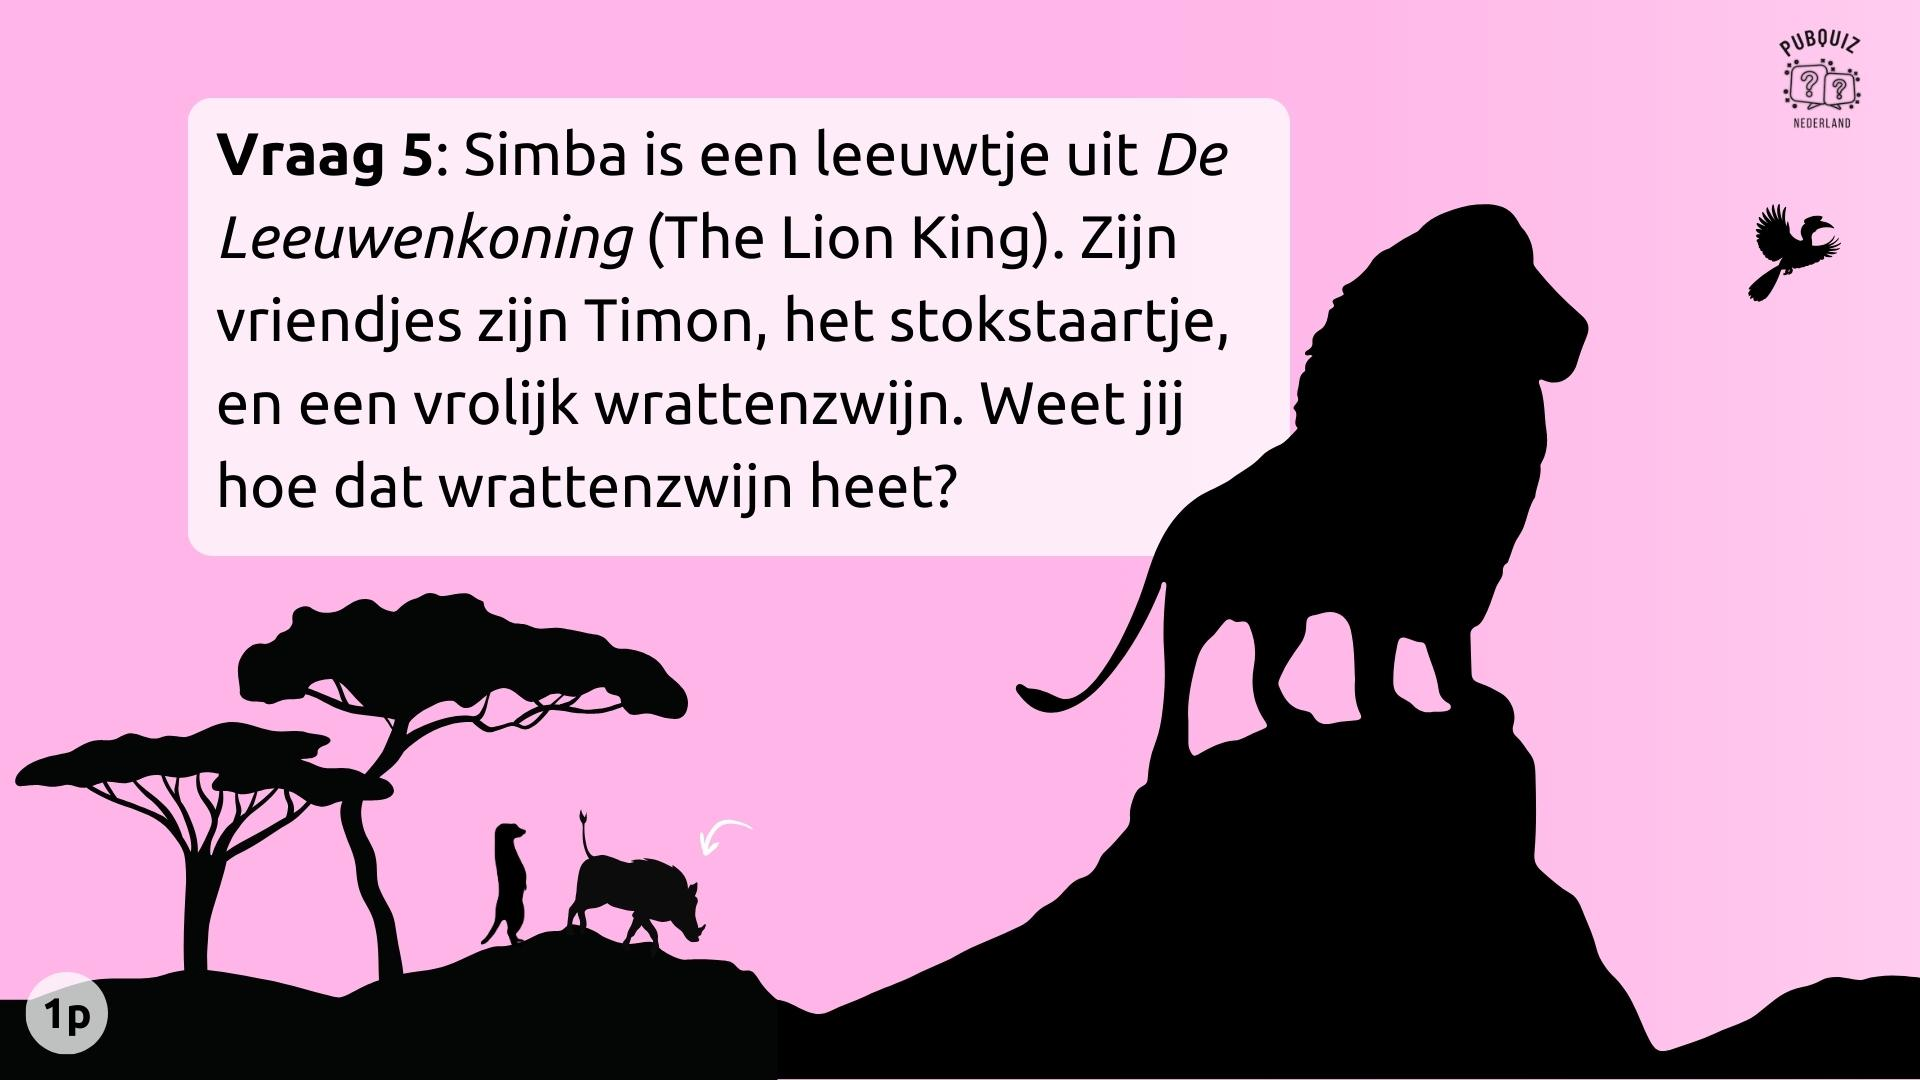 PUBQUIZ
? ?
NEDERLAND
Vraag 5: Simba is een leeuwtje uit De
Leeuwenkoning (The Lion King). Zijn
vriendjes zijn Timon, het stokstaartje,
en een vrolijk wrattenzwijn. Weet jij
hoe dat wrattenzwijn heet?
1p